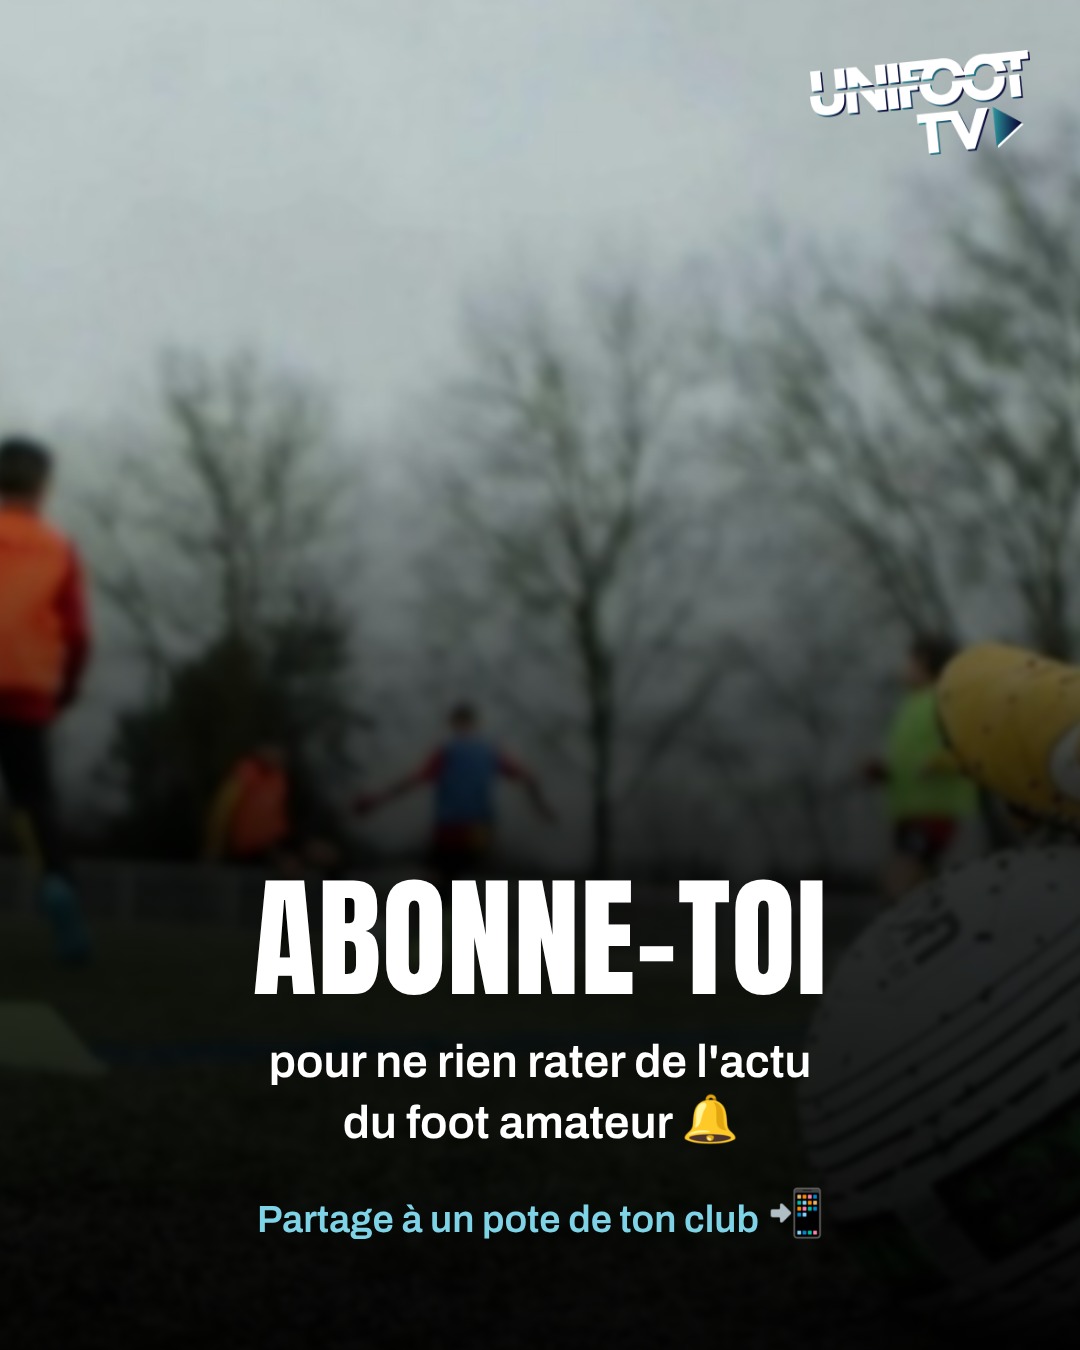 UNIFOOT
TV
ABONNE-TOI
pour ne rien rater de l'actu
du foot amateur 🔔
Partage à un pote de ton club 📲